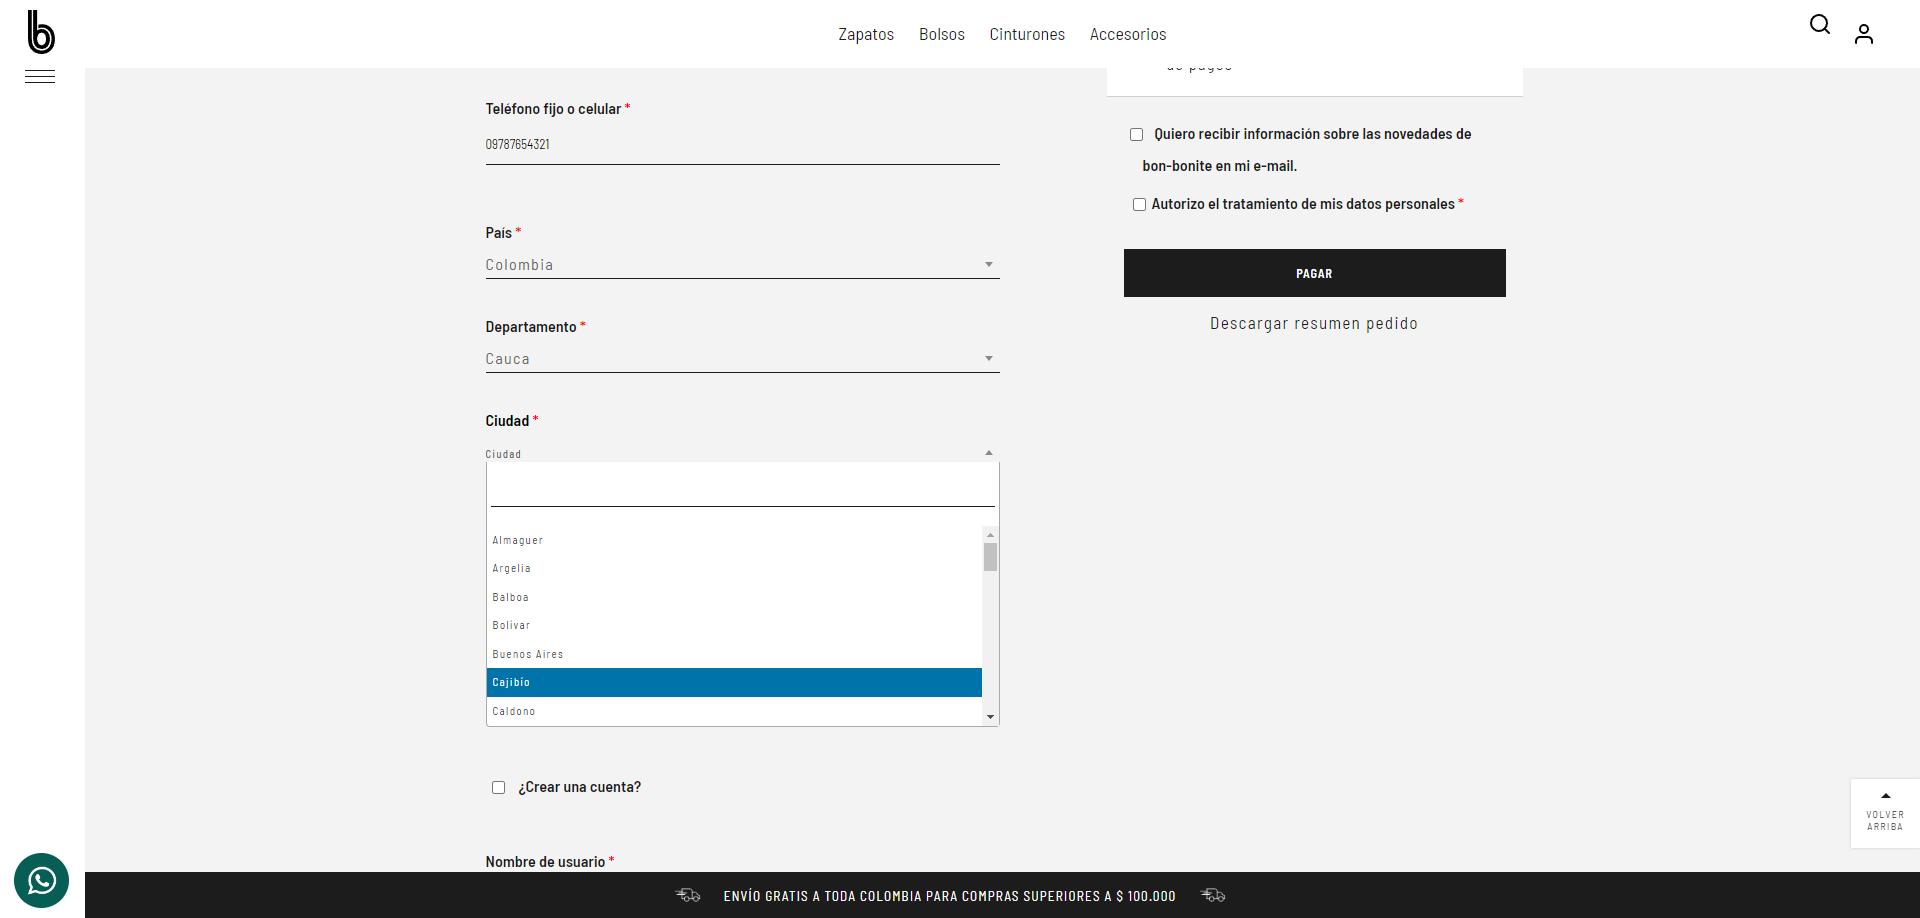 b
Zapatos Bolsos Cinturones Accesorios
Teléfono fijo o celular *
09787654321
País *
Colombia
Departamento *
Cauca
Ciudad *
Ciudad
Almaguer
Argelia
Balboa
Bolivar
Buenos Aires
Cajibío
Caldono
¿Crear una cuenta?
Nombre de usuario *
de pagos
Quiero recibir información sobre las novedades de
bon-bonite en mi e-mail.
Autorizo el tratamiento de mis datos personales *
PAGAR
Descargar resumen pedido
VOLVER
ARRIBA
ENVÍO GRATIS A TODA COLOMBIA PARA COMPRAS SUPERIORES A $ 100.000